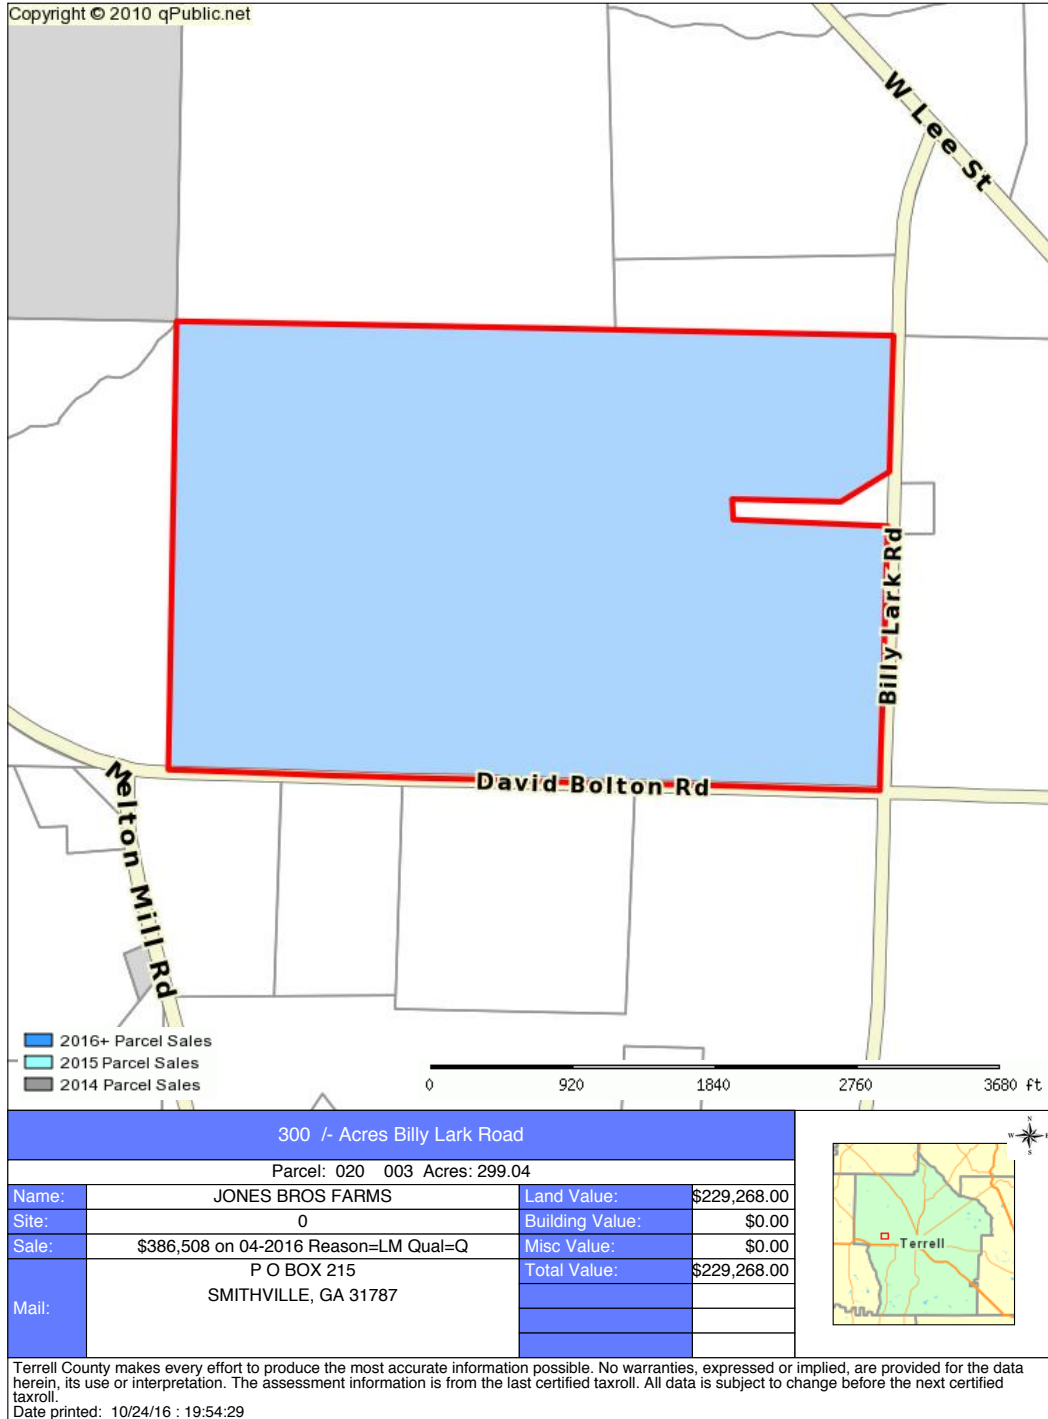 Copyright © 2010 qPublic.net
W Lee St
Billy Lark Rd
David Bolton Rd
Melton Mill Rd
2016+ Parcel Sales
2015 Parcel Sales
2014 Parcel Sales
0 920 1840 2760 3680 ft
300 /- Acres Billy Lark Road
Parcel: 020 003 Acres: 299.04
Name: JONES BROS FARMS Land Value: $229,268.00
Site: 0 Building Value: $0.00
Sale: $386,508 on 04-2016 Reason=LM Qual=Q Misc Value: $0.00
Mail: P O BOX 215 Total Value: $229,268.00
SMITHVILLE, GA 31787
N
W E
S
Terrell
Terrell County makes every effort to produce the most accurate information possible. No warranties, expressed or implied, are provided for the data
herein, its use or interpretation. The assessment information is from the last certified taxroll. All data is subject to change before the next certified
taxroll.
Date printed: 10/24/16 : 19:54:29